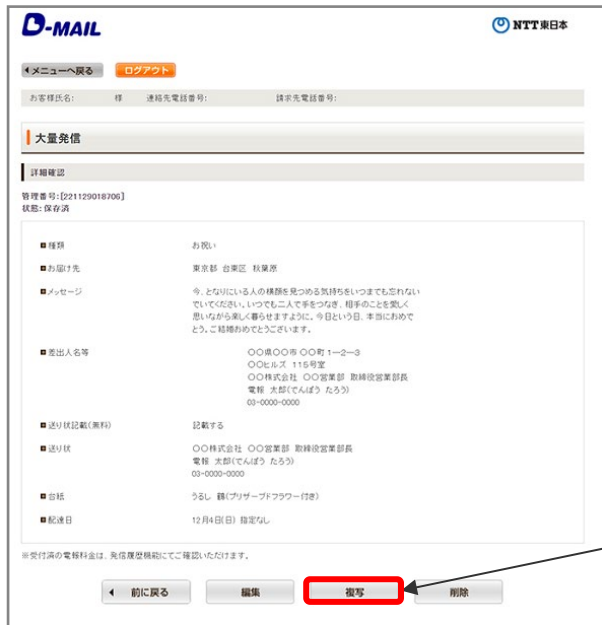 D-MAIL
NTT東日本
メニューへ戻る ログアウト
お客様氏名: 様 連絡先電話番号: 請求先電話番号:
大量発信
詳細確認
管理番号:[221129018706]
状態: 保存済
種類 お祝い
お届け先 東京都 台東区 秋葉原
メッセージ 今、となりにいる人の横顔を見つめる気持ちをいつまでも忘れない
でいてください。いつでも二人で手をつなぎ、相手のことを愛しく
思いながら楽しく暮らせますように。今日という日、本当におめで
とう。ご結婚おめでとうございます。
差出人名等 〇〇県〇〇市〇〇町1―2―3
〇〇ヒルズ 115号室
〇〇株式会社 〇〇営業部 取締役営業部長
電報 太郎(でんぽう たろう)
03-0000-0000
送り状記載(無料) 記載する
送り状 〇〇株式会社 〇〇営業部 取締役営業部長
電報 太郎(でんぽう たろう)
03-0000-0000
台紙 うるし 鶴(プリザーブドフラワー付き)
配達日 12月4日(日) 指定なし
※受付済の電報料金は、発信履歴機能にてご確認いただけます。
前に戻る 編集 複写 削除